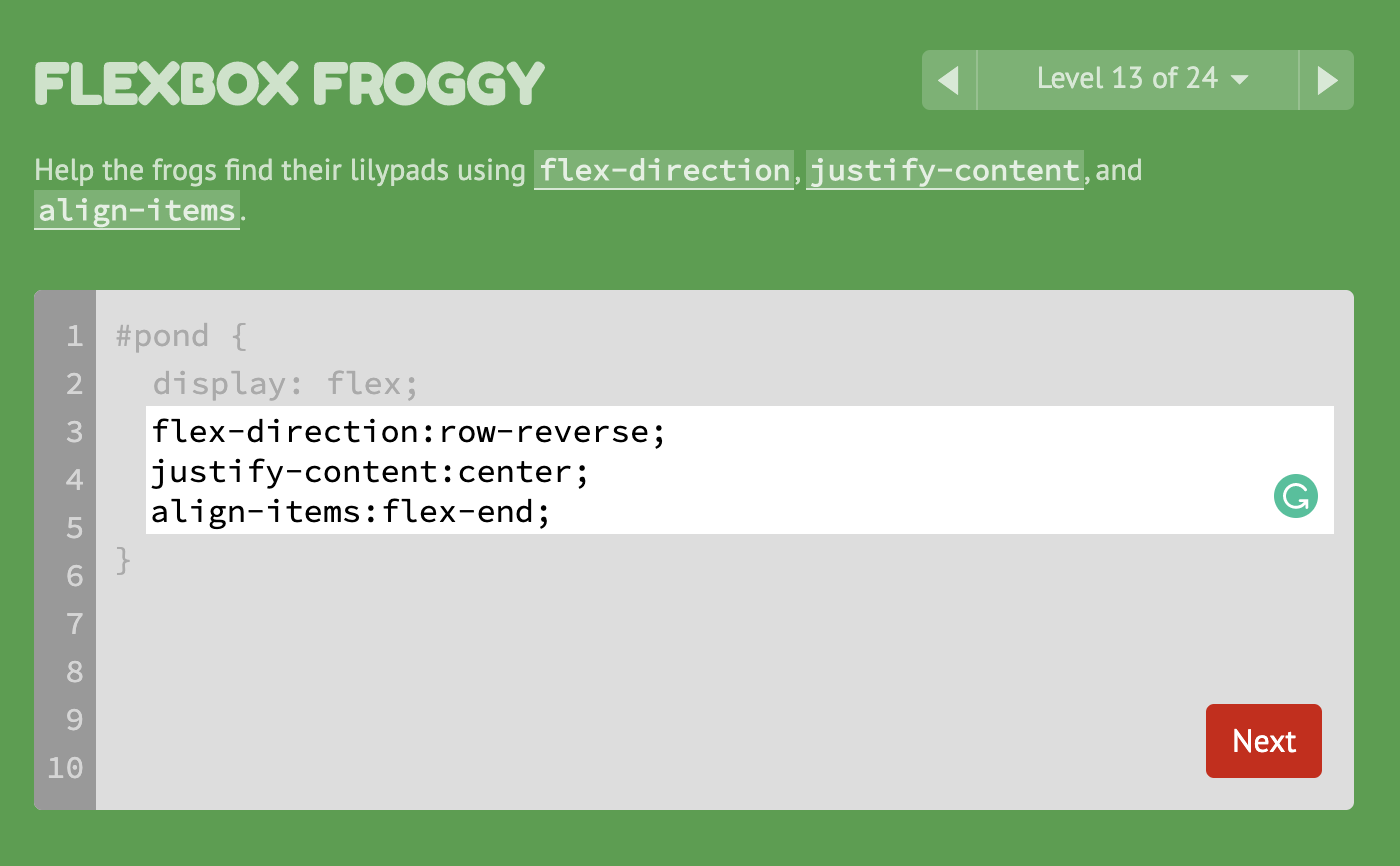 FLEXBOX FROGGY
Level 13 of 24
Help the frogs find their lilypads using flex-direction, justify-content, and
align-items.
1 #pond {
2 display: flex;
3 flex-direction:row-reverse;
4 justify-content:center;
5 align-items:flex-end;
6 }
7
8
9
10
Next